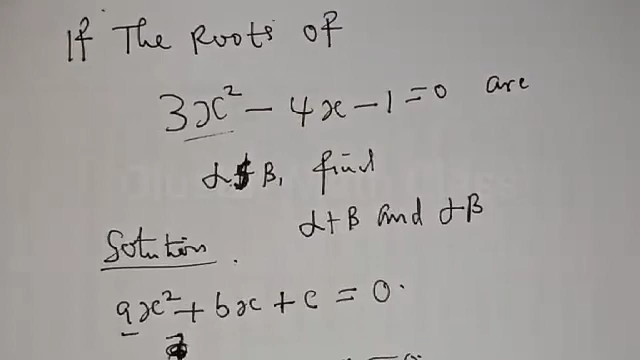 If The Roots Of
3x² - 4x - 1 = 0 are
α & β, find
α+β and αβ
Solution.
ax² + bx + c = 0.